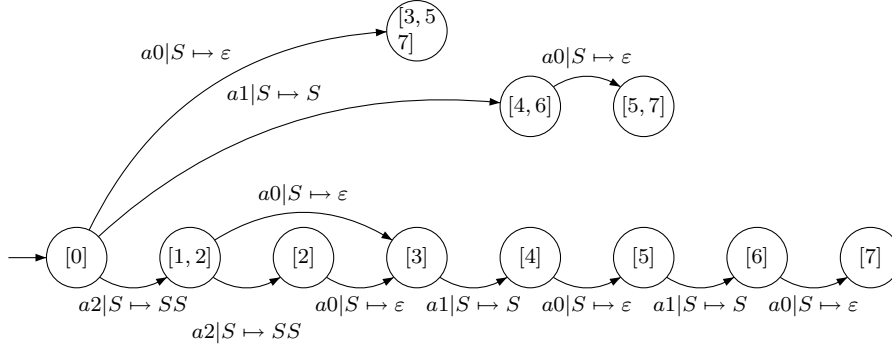 [3, 5
7]
a0|S ↦ ε
a0|S ↦ ε
a1|S ↦ S
[4, 6]
[5, 7]
a0|S ↦ ε
[0]
[1, 2]
[2]
[3]
[4]
[5]
[6]
[7]
a2|S ↦ SS
a0|S ↦ ε
a1|S ↦ S
a0|S ↦ ε
a1|S ↦ S
a0|S ↦ ε
a2|S ↦ SS